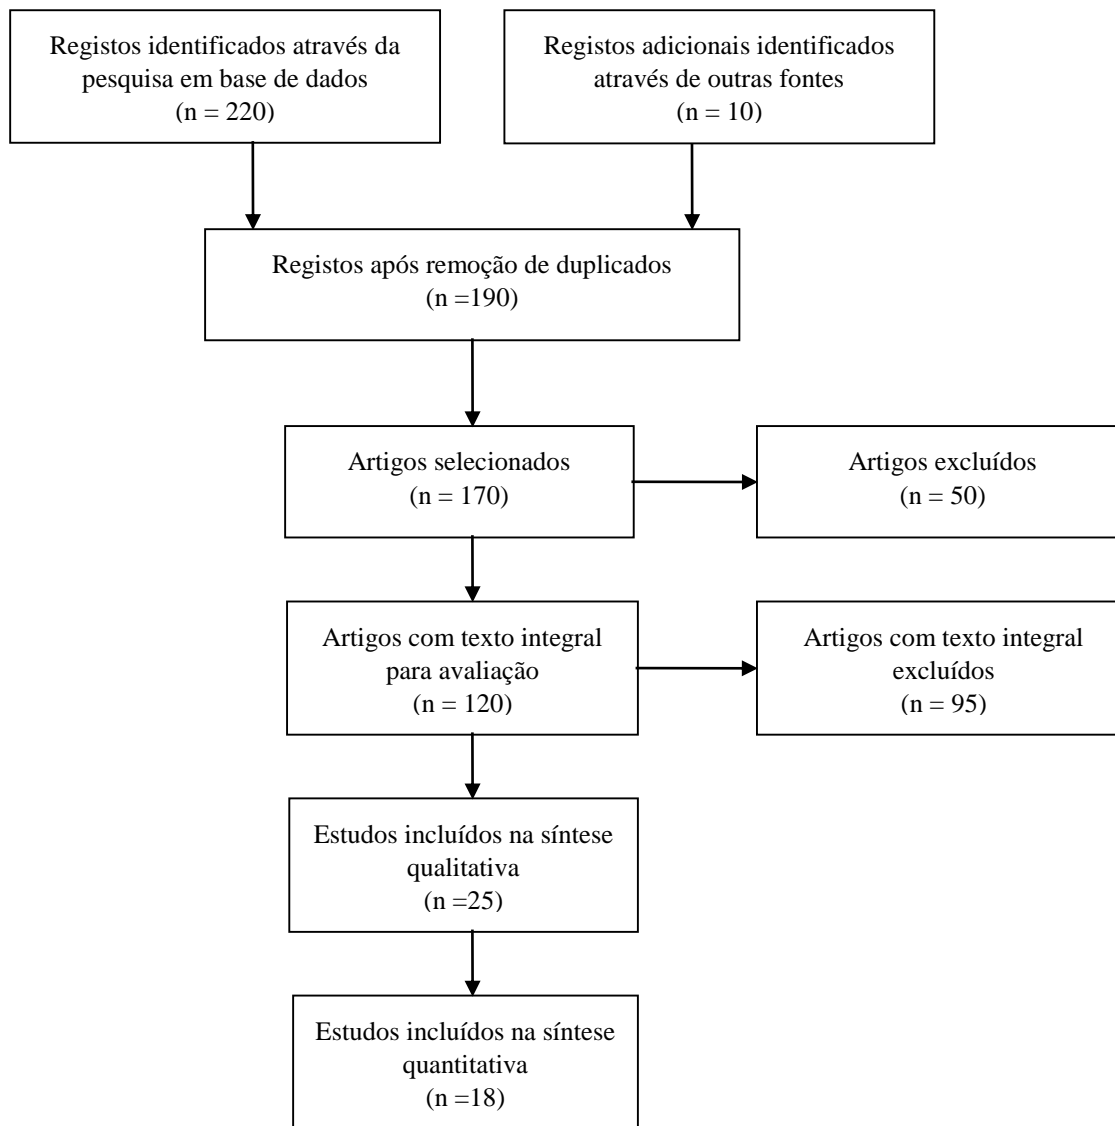 Registos identificados através da
pesquisa em base de dados
(n = 220)
Registos adicionais identificados
através de outras fontes
(n = 10)
Registos após remoção de duplicados
(n =190)
Artigos selecionados
(n = 170)
Artigos excluídos
(n = 50)
Artigos com texto integral
para avaliação
(n = 120)
Artigos com texto integral
excluídos
(n = 95)
Estudos incluídos na síntese
qualitativa
(n =25)
Estudos incluídos na síntese
quantitativa
(n =18)